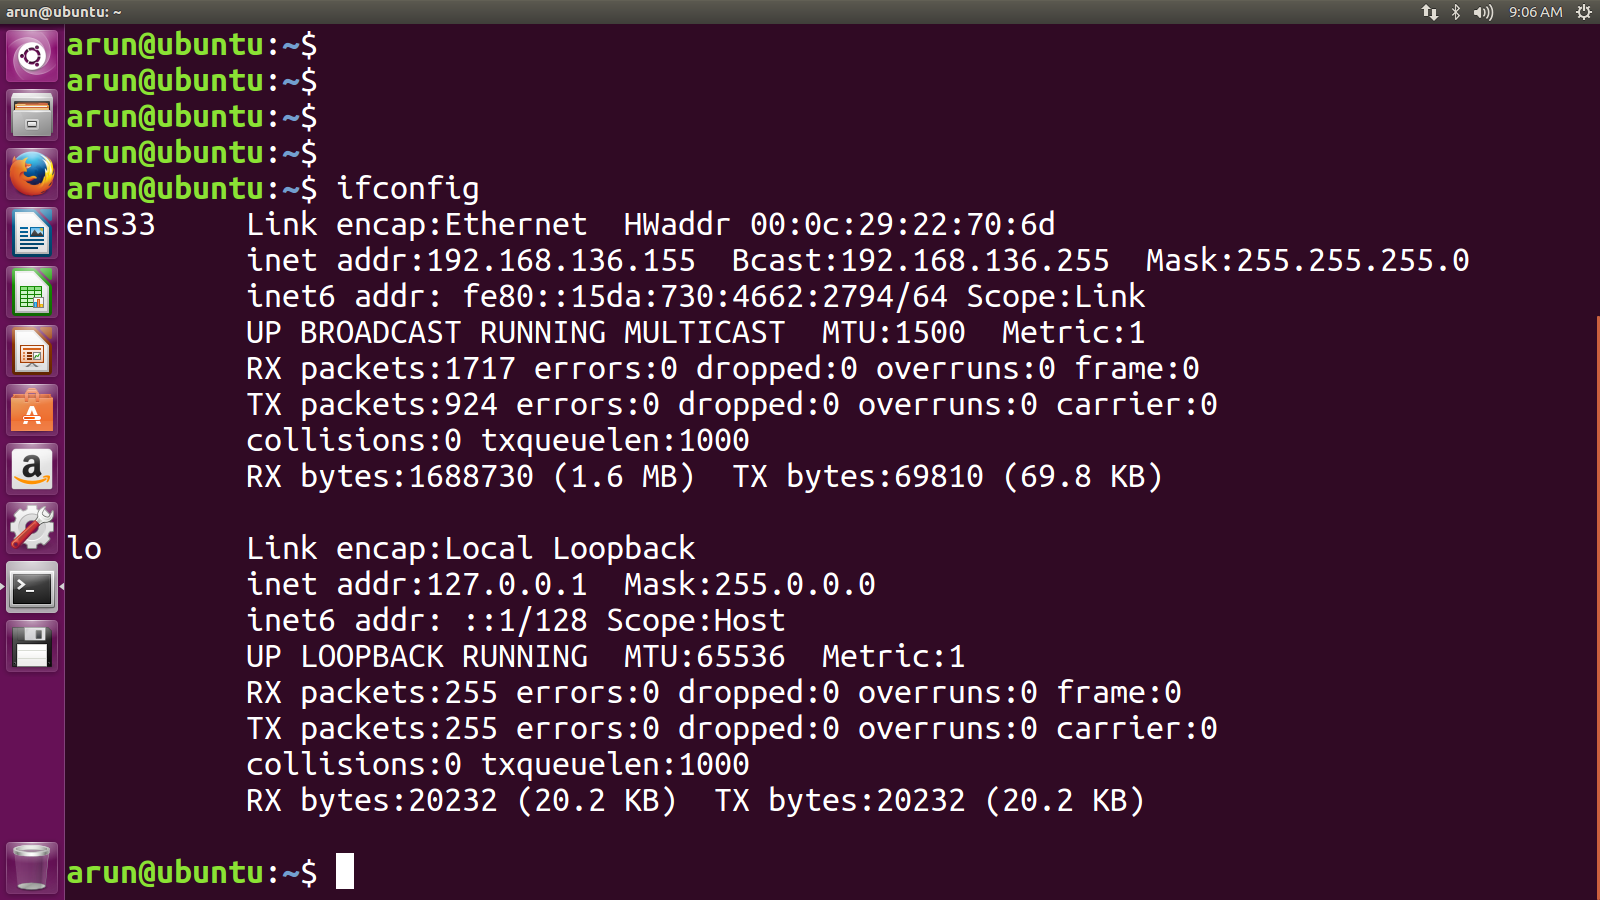 arun@ubuntu: ~
9:06 AM
arun@ubuntu:~$
arun@ubuntu:~$
arun@ubuntu:~$
arun@ubuntu:~$
arun@ubuntu:~$ ifconfig
ens33     Link encap:Ethernet  HWaddr 00:0c:29:22:70:6d
          inet addr:192.168.136.155  Bcast:192.168.136.255  Mask:255.255.255.0
          inet6 addr: fe80::15da:730:4662:2794/64 Scope:Link
          UP BROADCAST RUNNING MULTICAST  MTU:1500  Metric:1
          RX packets:1717 errors:0 dropped:0 overruns:0 frame:0
          TX packets:924 errors:0 dropped:0 overruns:0 carrier:0
          collisions:0 txqueuelen:1000
          RX bytes:1688730 (1.6 MB)  TX bytes:69810 (69.8 KB)
lo        Link encap:Local Loopback
          inet addr:127.0.0.1  Mask:255.0.0.0
          inet6 addr: ::1/128 Scope:Host
          UP LOOPBACK RUNNING  MTU:65536  Metric:1
          RX packets:255 errors:0 dropped:0 overruns:0 frame:0
          TX packets:255 errors:0 dropped:0 overruns:0 carrier:0
          collisions:0 txqueuelen:1000
          RX bytes:20232 (20.2 KB)  TX bytes:20232 (20.2 KB)
arun@ubuntu:~$